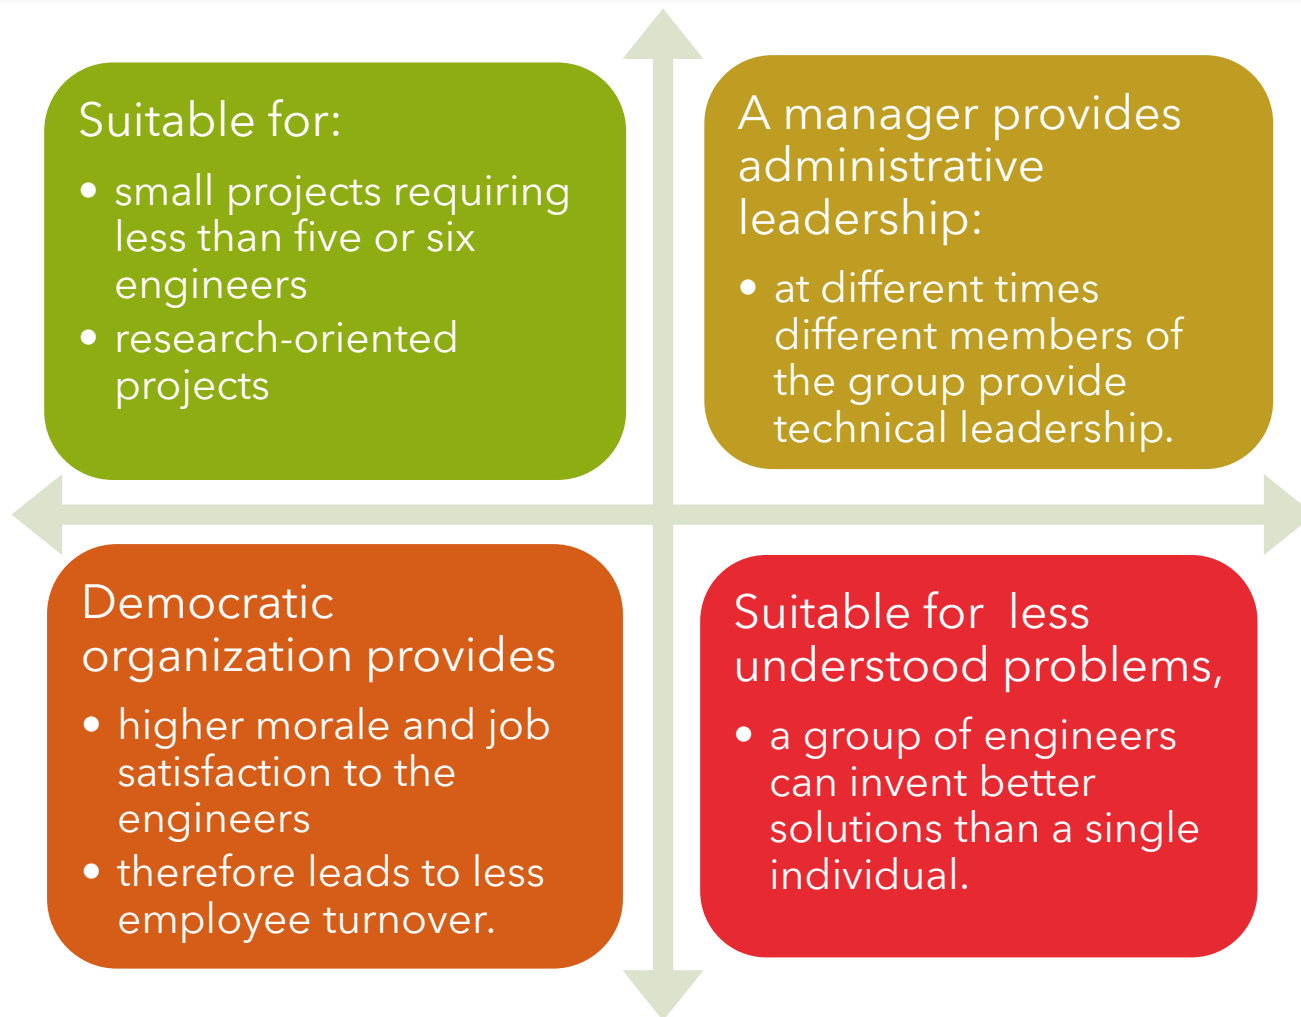 Suitable for:
• small projects requiring
less than five or six
engineers
• research-oriented
projects
A manager provides
administrative
leadership:
• at different times
different members of
the group provide
technical leadership.
Democratic
organization provides
• higher morale and job
satisfaction to the
engineers
• therefore leads to less
employee turnover.
Suitable for  less
understood problems,
• a group of engineers
can invent better
solutions than a single
individual.